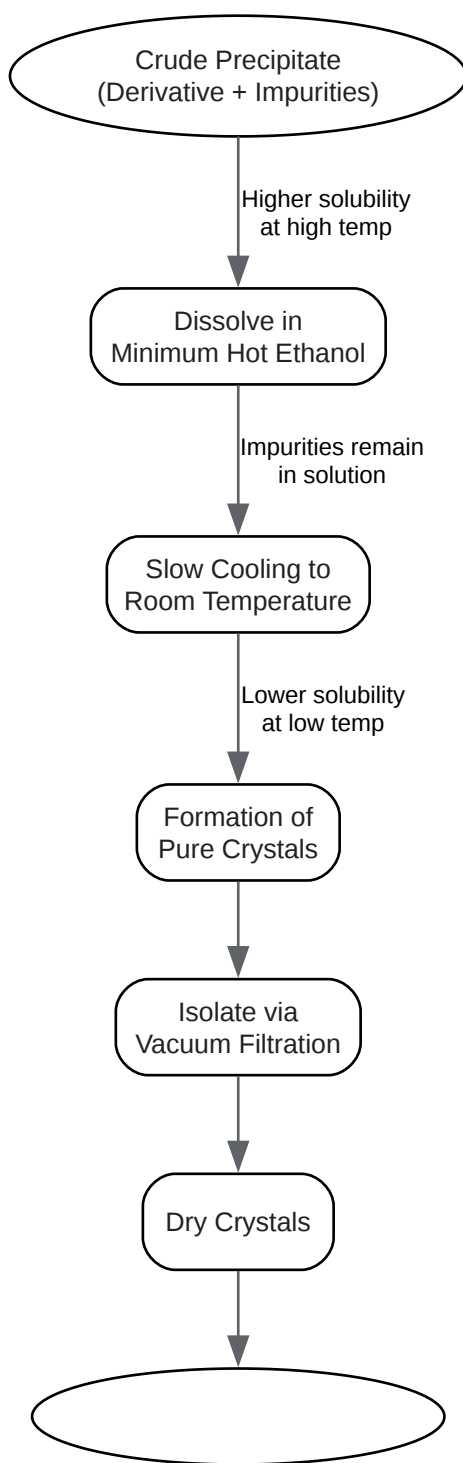 Crude Precipitate
(Derivative + Impurities)
Higher solubility
at high temp
Dissolve in
Minimum Hot Ethanol
Impurities remain
in solution
Slow Cooling to
Room Temperature
Lower solubility
at low temp
Formation of
Pure Crystals
Isolate via
Vacuum Filtration
Dry Crystals